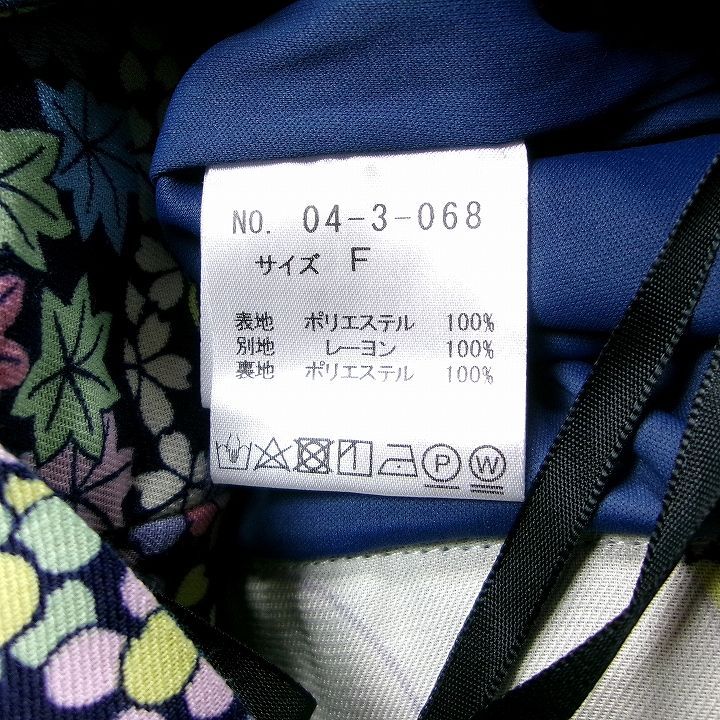 NO. 04-3-068
サイズ F
表地 ポリエステル 100%
別地 レーヨン 100%
裏地 ポリエステル 100%
P W